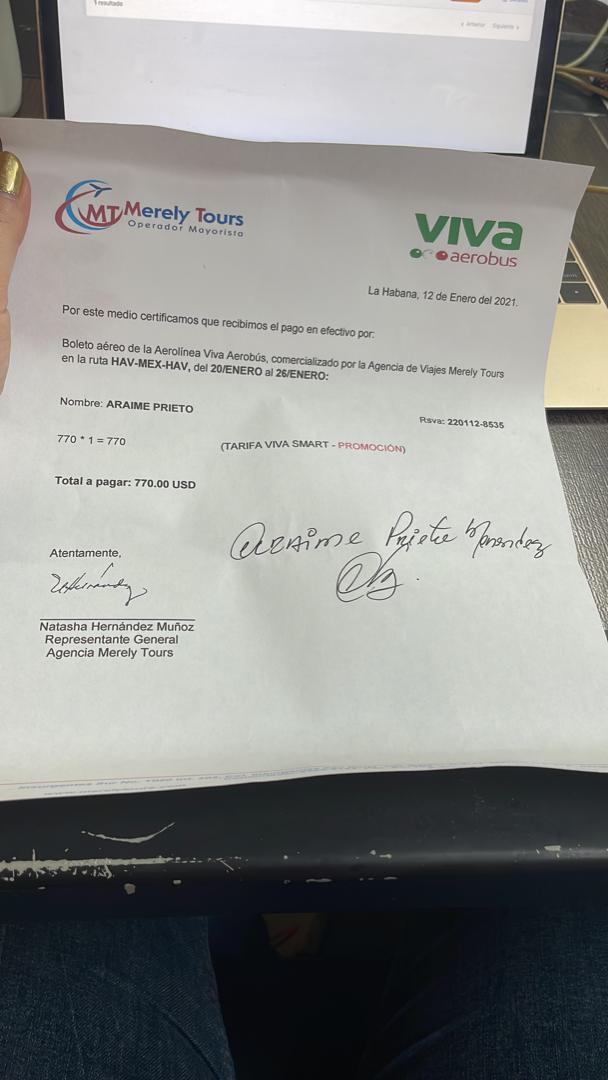 1 resultado
‹ Anterior Siguiente ›
MT Merely Tours
Operador Mayorista
VIVA
aerobus
La Habana, 12 de Enero del 2021.
Por este medio certificamos que recibimos el pago en efectivo por:
Boleto aéreo de la Aerolínea Viva Aerobús, comercializado por la Agencia de Viajes Merely Tours
en la ruta HAV-MEX-HAV, del 20/ENERO al 26/ENERO:
Nombre: ARAIME PRIETO
Rsva: 220112-8535
770 * 1 = 770
(TARIFA VIVA SMART - PROMOCIÓN)
Total a pagar: 770.00 USD
Araime Prieto Menendez
Atentamente,
Natasha Hernández Muñoz
Representante General
Agencia Merely Tours